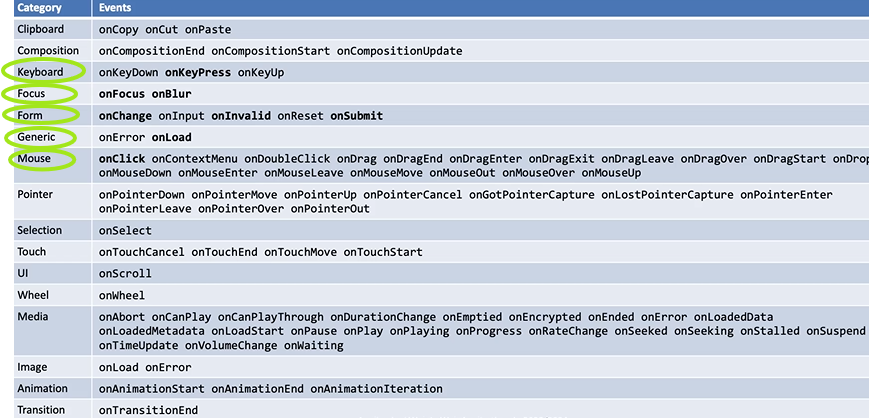 Category Events
Clipboard onCopy onCut onPaste
Composition onCompositionEnd onCompositionStart onCompositionUpdate
Keyboard onKeyDown onKeyPress onKeyUp
Focus onFocus onBlur
Form onChange onInput onInvalid onReset onSubmit
Generic onError onLoad
Mouse onClick onContextMenu onDoubleClick onDrag onDragEnd onDragEnter onDragExit onDragLeave onDragOver onDragStart onDrop
onMouseDown onMouseEnter onMouseLeave onMouseMove onMouseOut onMouseOver onMouseUp
Pointer onPointerDown onPointerMove onPointerUp onPointerCancel onGotPointerCapture onLostPointerCapture onPointerEnter
onPointerLeave onPointerOver onPointerOut
Selection onSelect
Touch onTouchCancel onTouchEnd onTouchMove onTouchStart
UI onScroll
Wheel onWheel
Media onAbort onCanPlay onCanPlayThrough onDurationChange onEmptied onEncrypted onEnded onError onLoadedData
onLoadedMetadata onLoadStart onPause onPlay onPlaying onProgress onRateChange onSeeked onSeeking onStalled onSuspend
onTimeUpdate onVolumeChange onWaiting
Image onLoad onError
Animation onAnimationStart onAnimationEnd onAnimationIteration
Transition onTransitionEnd